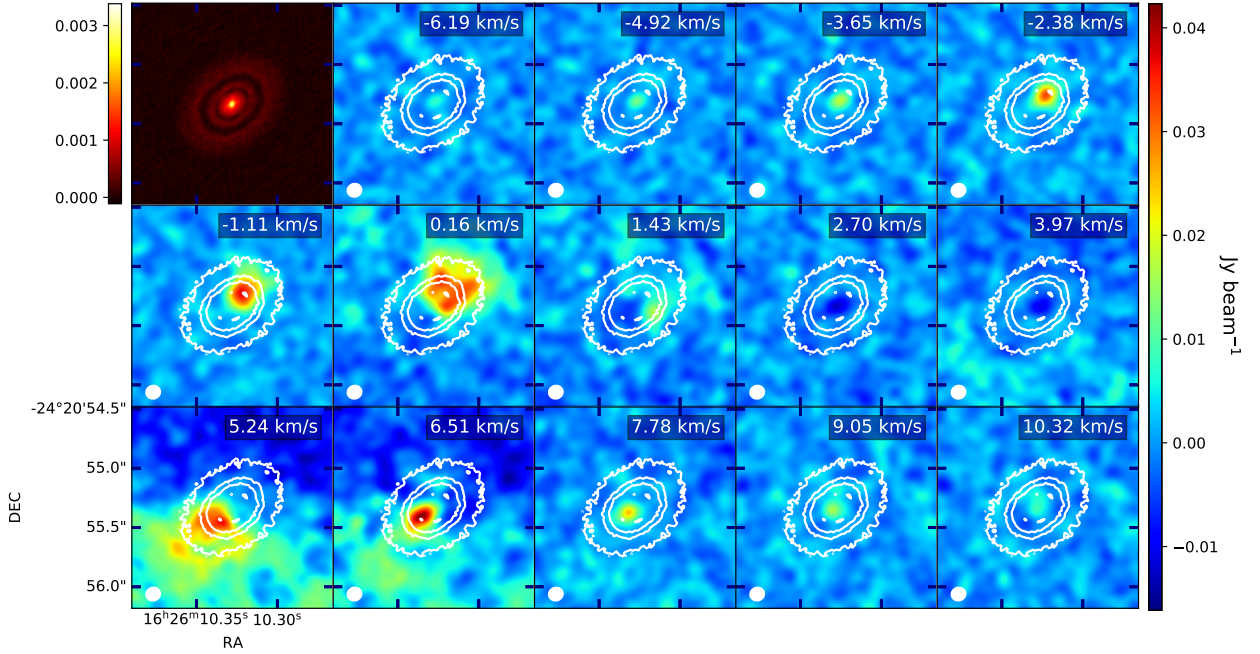 0.003
0.002
0.001
0.000
-6.19 km/s
-4.92 km/s
-3.65 km/s
-2.38 km/s
-1.11 km/s
0.16 km/s
1.43 km/s
2.70 km/s
3.97 km/s
5.24 km/s
6.51 km/s
7.78 km/s
9.05 km/s
10.32 km/s
0.04
0.03
0.02
0.01
0.00
−0.01
Jy beam⁻¹
-24°20'54.5"
55.0"
55.5"
56.0"
DEC
16ʰ26ᵐ10.35ˢ 10.30ˢ
RA